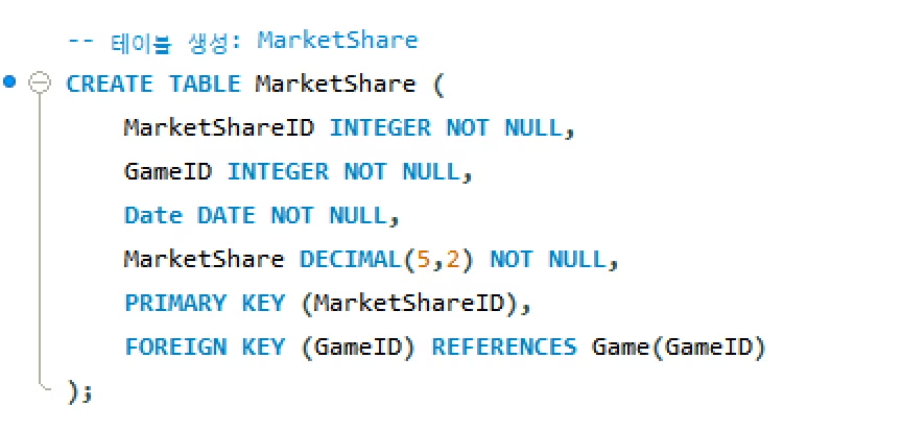 -- 테이블 생성: MarketShare
CREATE TABLE MarketShare (
MarketShareID INTEGER NOT NULL,
GameID INTEGER NOT NULL,
Date DATE NOT NULL,
MarketShare DECIMAL(5,2) NOT NULL,
PRIMARY KEY (MarketShareID),
FOREIGN KEY (GameID) REFERENCES Game(GameID)
);